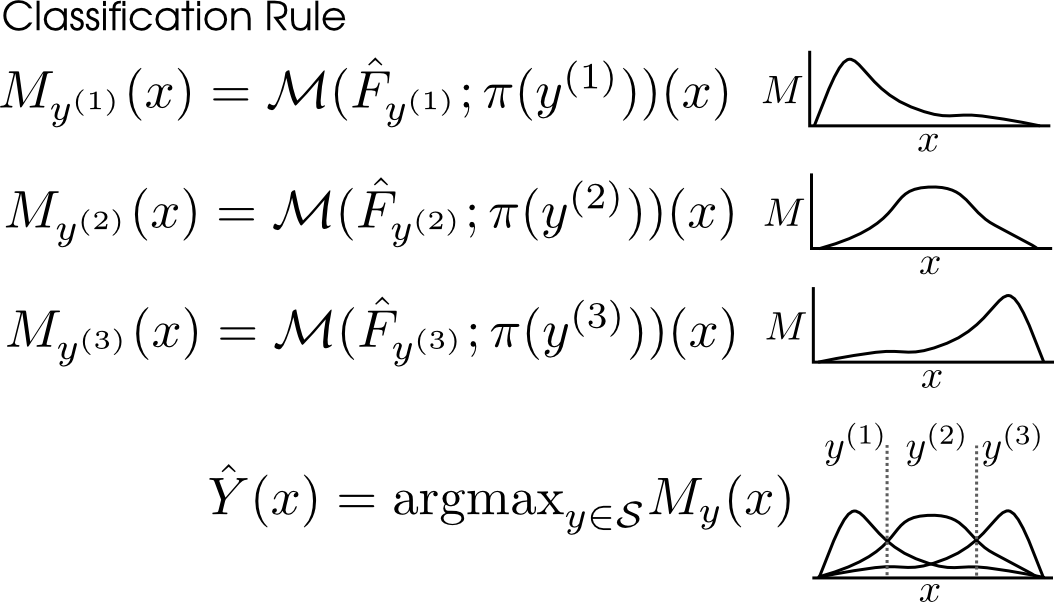 Classification Rule
M_{y^{(1)}}(x) = ℳ(F̂_{y^{(1)}}; π(y^{(1)}))(x) M
x
M_{y^{(2)}}(x) = ℳ(F̂_{y^{(2)}}; π(y^{(2)}))(x) M
x
M_{y^{(3)}}(x) = ℳ(F̂_{y^{(3)}}; π(y^{(3)}))(x) M
x
y^{(1)} y^{(2)} y^{(3)}
Ŷ(x) = argmax_{y∈𝒮} M_y(x)
x